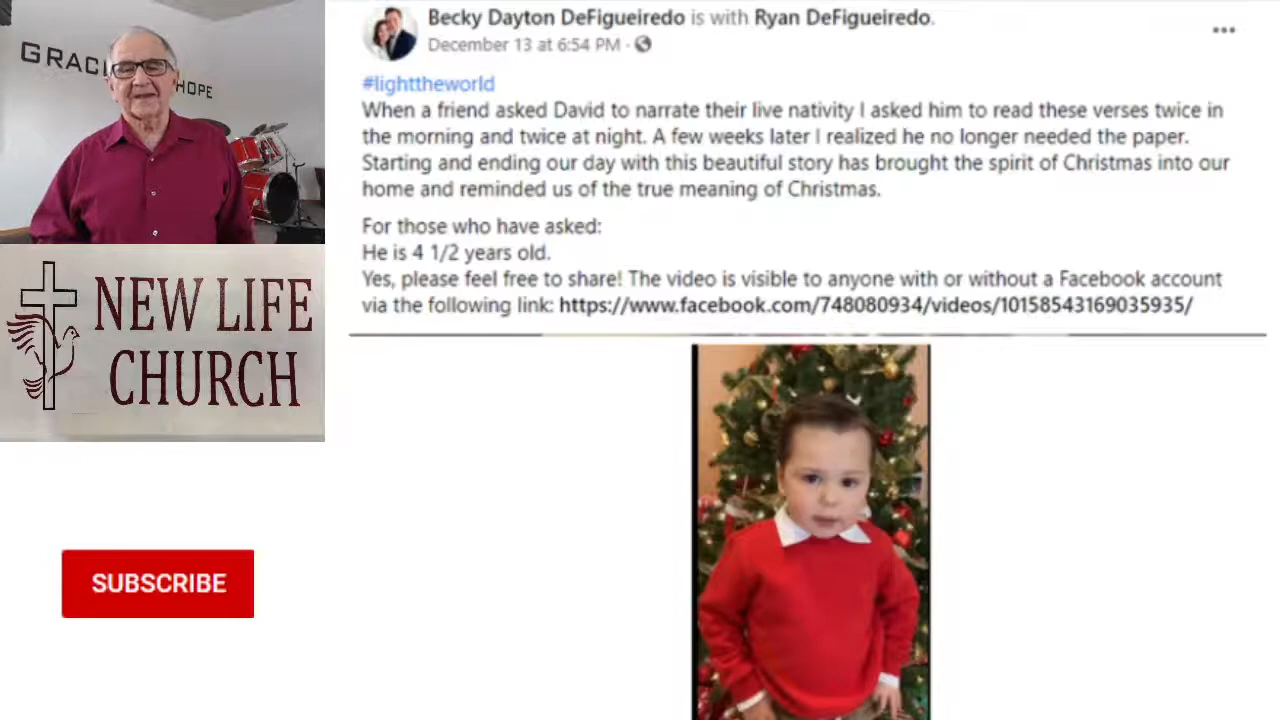 GRAC
HOPE
NEW LIFE
CHURCH
SUBSCRIBE
Becky Dayton DeFigueiredo is with Ryan DeFigueiredo.
December 13 at 6:54 PM ·
#lighttheworld
When a friend asked David to narrate their live nativity I asked him to read these verses twice in
the morning and twice at night. A few weeks later I realized he no longer needed the paper.
Starting and ending our day with this beautiful story has brought the spirit of Christmas into our
home and reminded us of the true meaning of Christmas.
For those who have asked:
He is 4 1/2 years old.
Yes, please feel free to share! The video is visible to anyone with or without a Facebook account
via the following link: https://www.facebook.com/748080934/videos/10158543169035935/